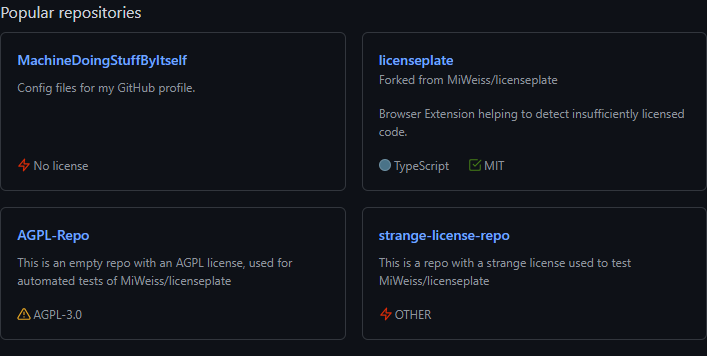 Popular repositories
MachineDoingStuffByItself
Config files for my GitHub profile.
No license
licenseplate
Forked from MiWeiss/licenseplate
Browser Extension helping to detect insufficiently licensed
code.
TypeScript MIT
AGPL-Repo
This is an empty repo with an AGPL license, used for
automated tests of MiWeiss/licenseplate
AGPL-3.0
strange-license-repo
This is a repo with a strange license used to test
MiWeiss/licenseplate
OTHER